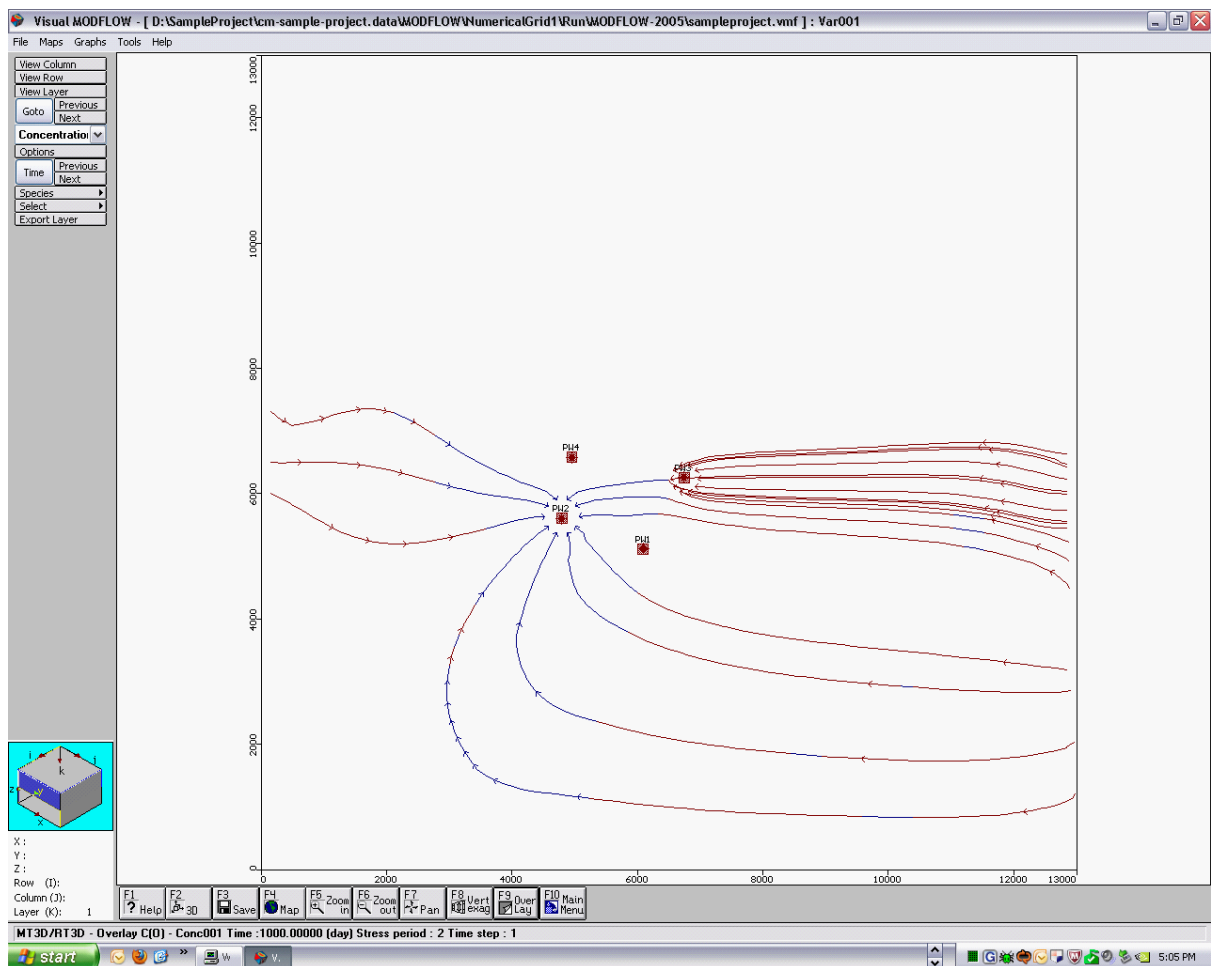 Visual MODFLOW - [ D:\SampleProject\cm-sample-project.data\MODFLOW\NumericalGrid1\Run\MODFLOW-2005\sampleproject.vmf ] : Var001
File Maps Graphs Tools Help
View Column
View Row
View Layer
Goto
Previous
Next
Concentratio
Options
Time
Previous
Next
Species
Select
Export Layer
13000
12000
10000
8000
6000
4000
2000
0
PW4
PW3
PW2
PW1
0 2000 4000 6000 8000 10000 12000 13000
i j
k
z
y
x
X :
Y :
Z :
Row (I):
Column (J):
Layer (K): 1
F1 ? Help
F2 3D
F3 Save
F4 Map
F5 Zoom in
F6 Zoom out
F7 Pan
F8 Vert exag
F9 Over Lay
F10 Main Menu
MT3D/RT3D - Overlay C(O) - Conc001 Time :1000.00000 (day) Stress period : 2 Time step : 1
start
»
W
V.
G
5:05 PM